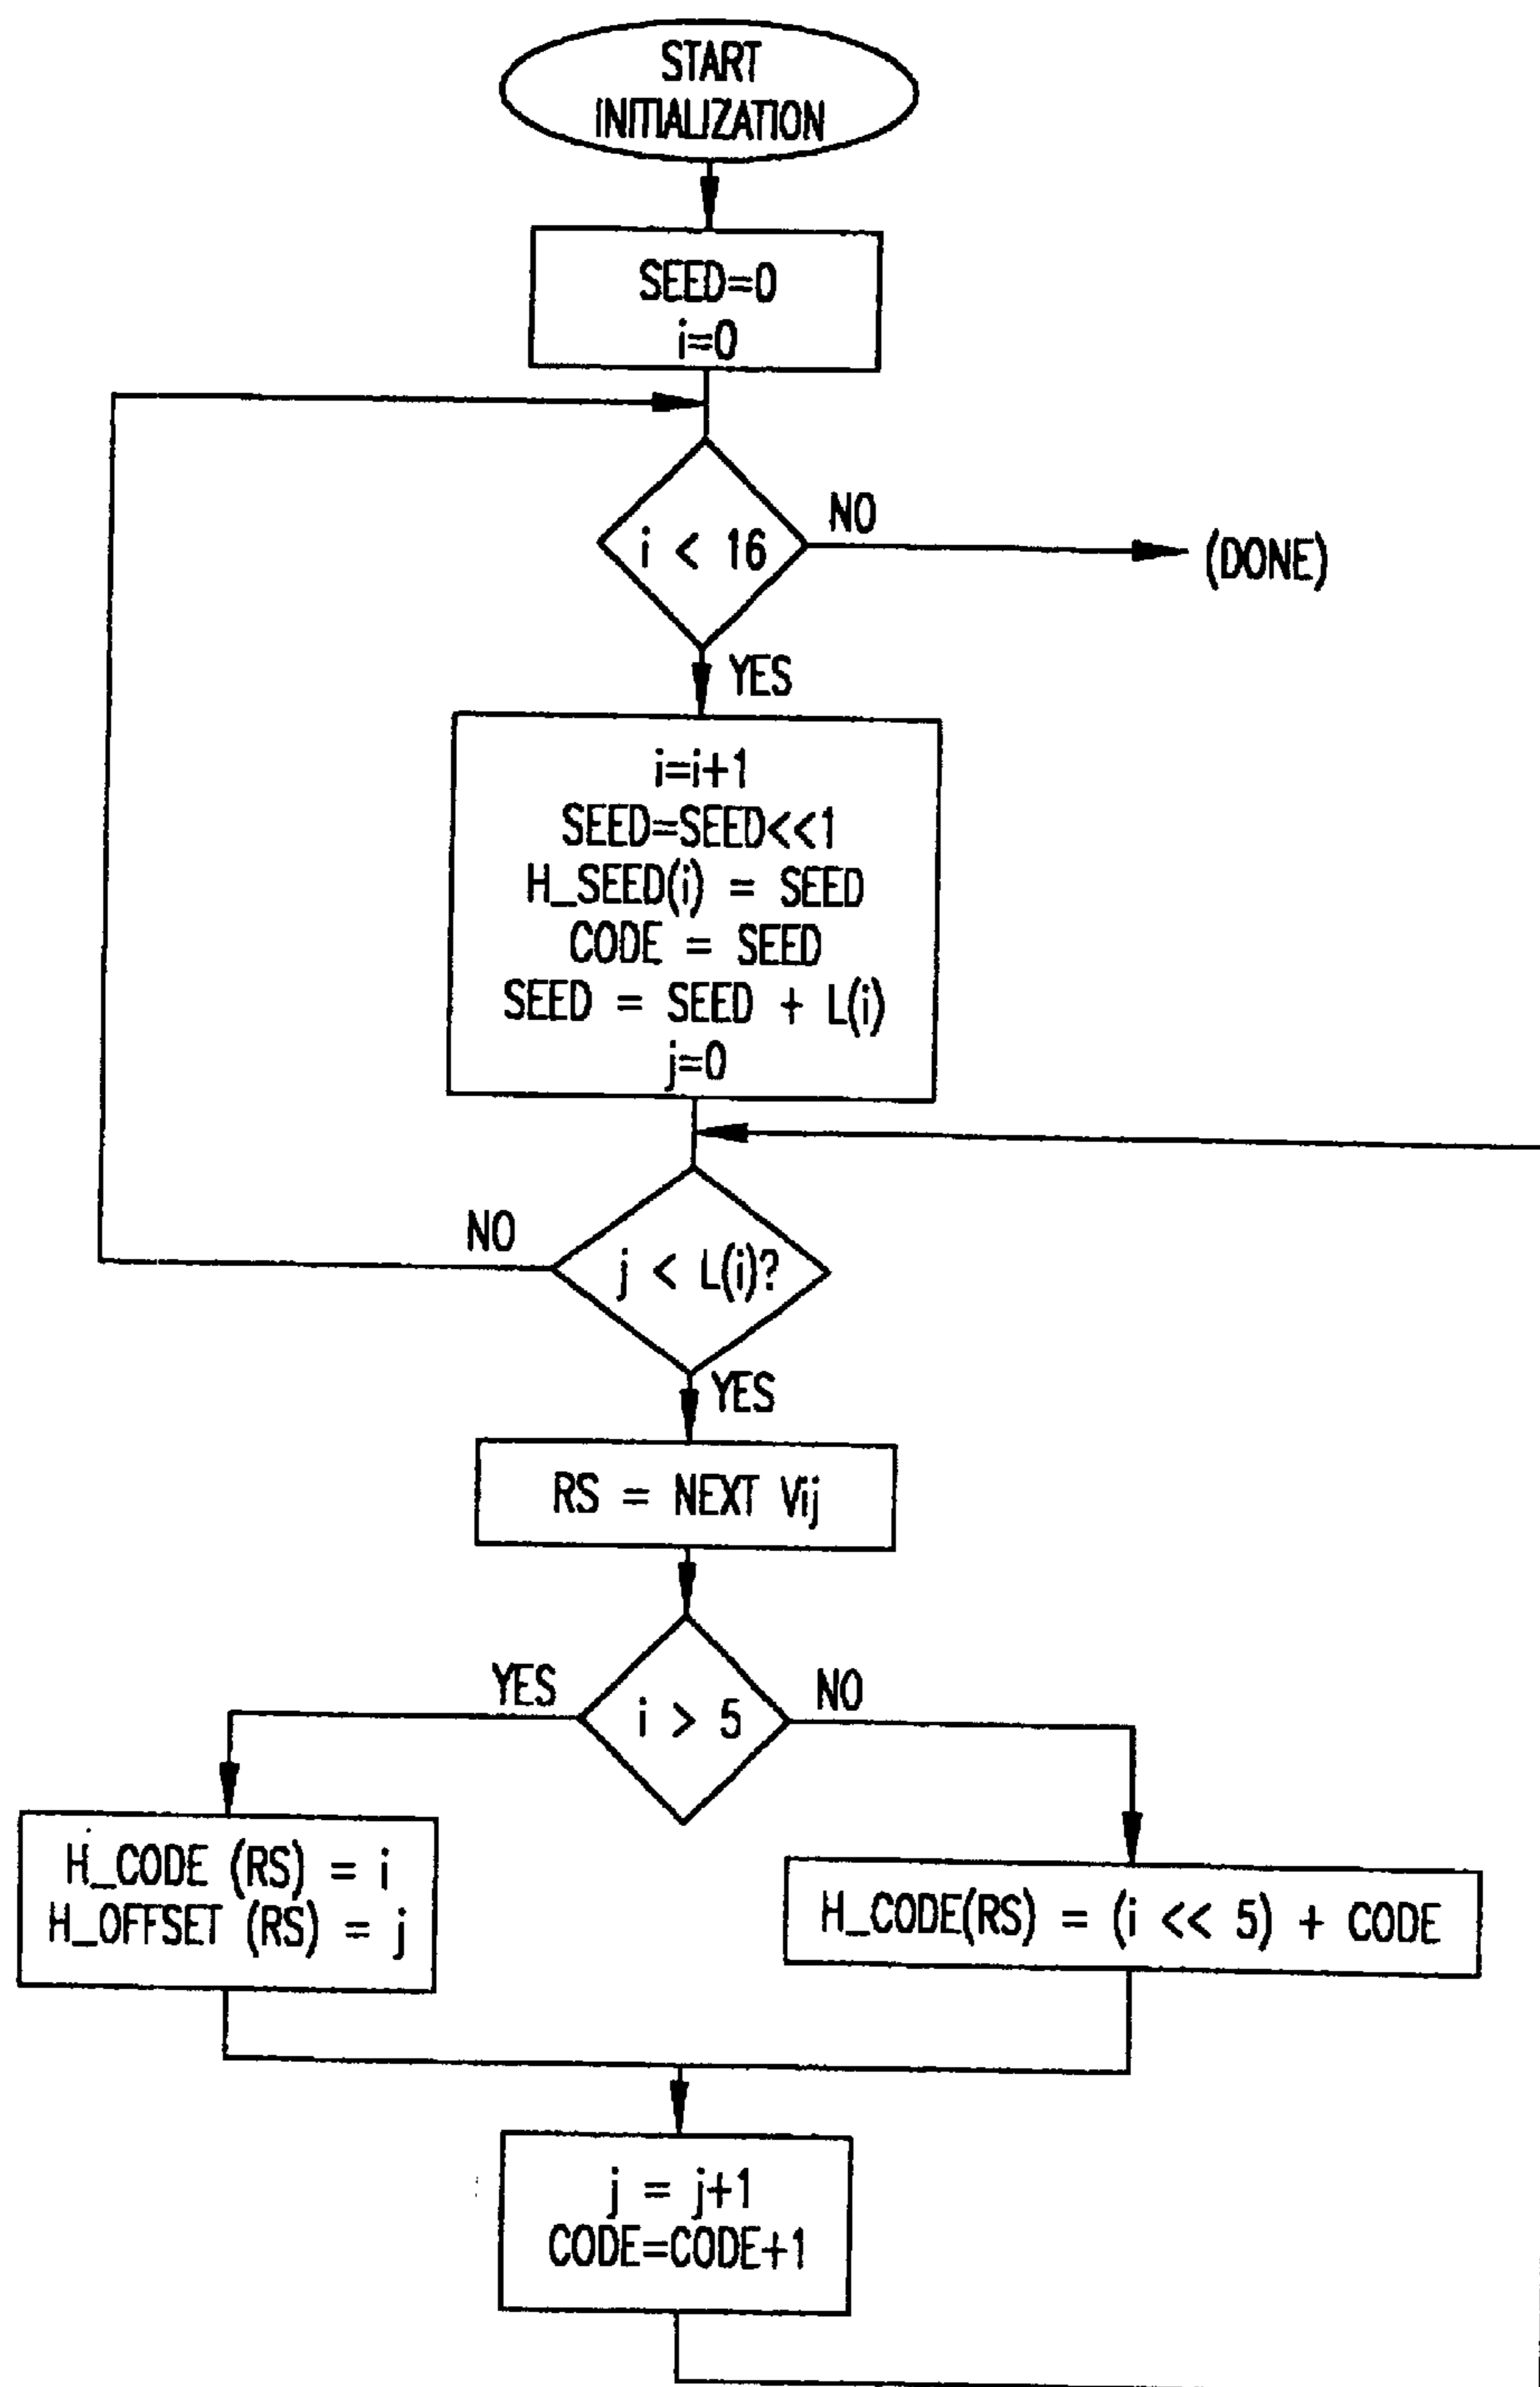 START
INITIALIZATION
SEED=0
i=0
i < 16
NO
(DONE)
YES
i=i+1
SEED=SEED<<1
H_SEED(i) = SEED
CODE = SEED
SEED = SEED + L(i)
j=0
NO
j < L(i)?
YES
RS = NEXT Vij
YES
i > 5
NO
H_CODE (RS) = i
H_OFFSET (RS) = j
H_CODE(RS) = (i << 5) + CODE
j = j+1
CODE=CODE+1